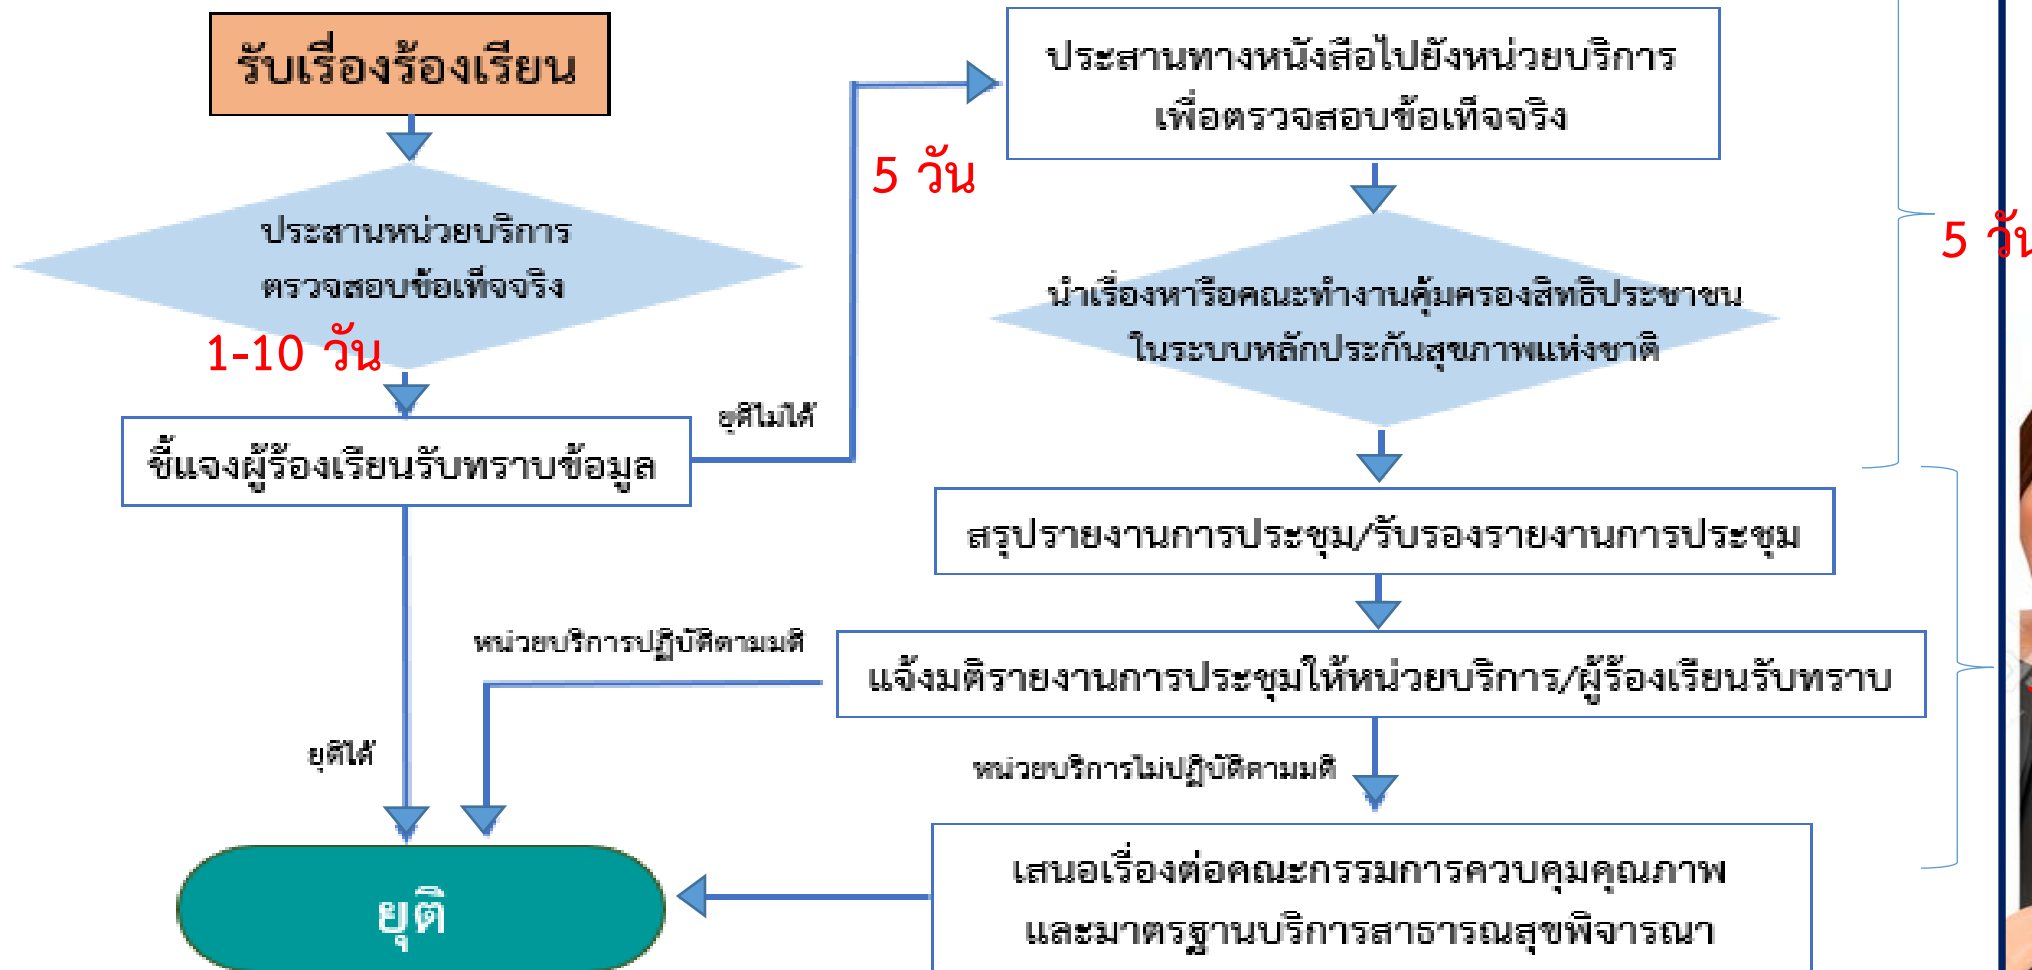 รับเรื่องร้องเรียน
ประสานหน่วยบริการ
ตรวจสอบข้อเท็จจริง
1-10 วัน
ชี้แจงผู้ร้องเรียนรับทราบข้อมูล
ยุติไม่ได้
5 วัน
ประสานทางหนังสือไปยังหน่วยบริการ
เพื่อตรวจสอบข้อเท็จจริง
นำเรื่องหารือคณะทำงานคุ้มครองสิทธิประชาชน
ในระบบหลักประกันสุขภาพแห่งชาติ
5 วัน
สรุปรายงานการประชุม/รับรองรายงานการประชุม
แจ้งมติรายงานการประชุมให้หน่วยบริการ/ผู้ร้องเรียนรับทราบ
หน่วยบริการปฏิบัติตามมติ
หน่วยบริการไม่ปฏิบัติตามมติ
ยุติได้
เสนอเรื่องต่อคณะกรรมการควบคุมคุณภาพ
และมาตรฐานบริการสาธารณสุขพิจารณา
ยุติ